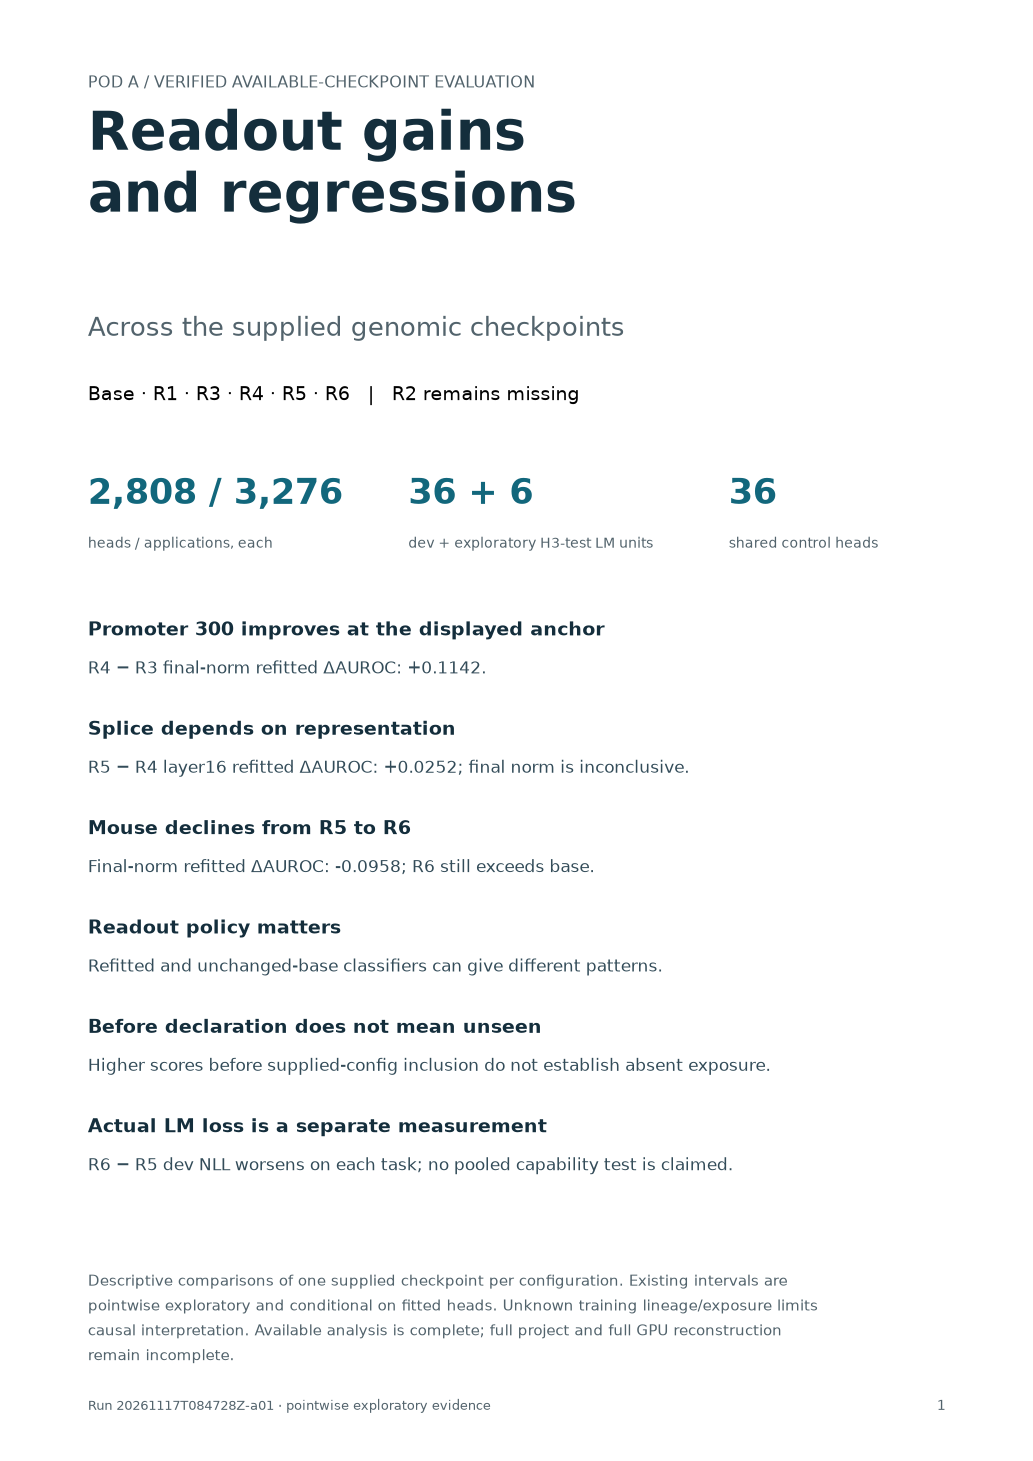 POD A / VERIFIED AVAILABLE-CHECKPOINT EVALUATION
Readout gains
and regressions
Across the supplied genomic checkpoints
Base · R1 · R3 · R4 · R5 · R6 | R2 remains missing
2,808 / 3,276 36 + 6 36
heads / applications, each dev + exploratory H3-test LM units shared control heads
Promoter 300 improves at the displayed anchor
R4 − R3 final-norm refitted ΔAUROC: +0.1142.
Splice depends on representation
R5 − R4 layer16 refitted ΔAUROC: +0.0252; final norm is inconclusive.
Mouse declines from R5 to R6
Final-norm refitted ΔAUROC: -0.0958; R6 still exceeds base.
Readout policy matters
Refitted and unchanged-base classifiers can give different patterns.
Before declaration does not mean unseen
Higher scores before supplied-config inclusion do not establish absent exposure.
Actual LM loss is a separate measurement
R6 − R5 dev NLL worsens on each task; no pooled capability test is claimed.
Descriptive comparisons of one supplied checkpoint per configuration. Existing intervals are
pointwise exploratory and conditional on fitted heads. Unknown training lineage/exposure limits
causal interpretation. Available analysis is complete; full project and full GPU reconstruction
remain incomplete.
Run 20261117T084728Z-a01 · pointwise exploratory evidence 1